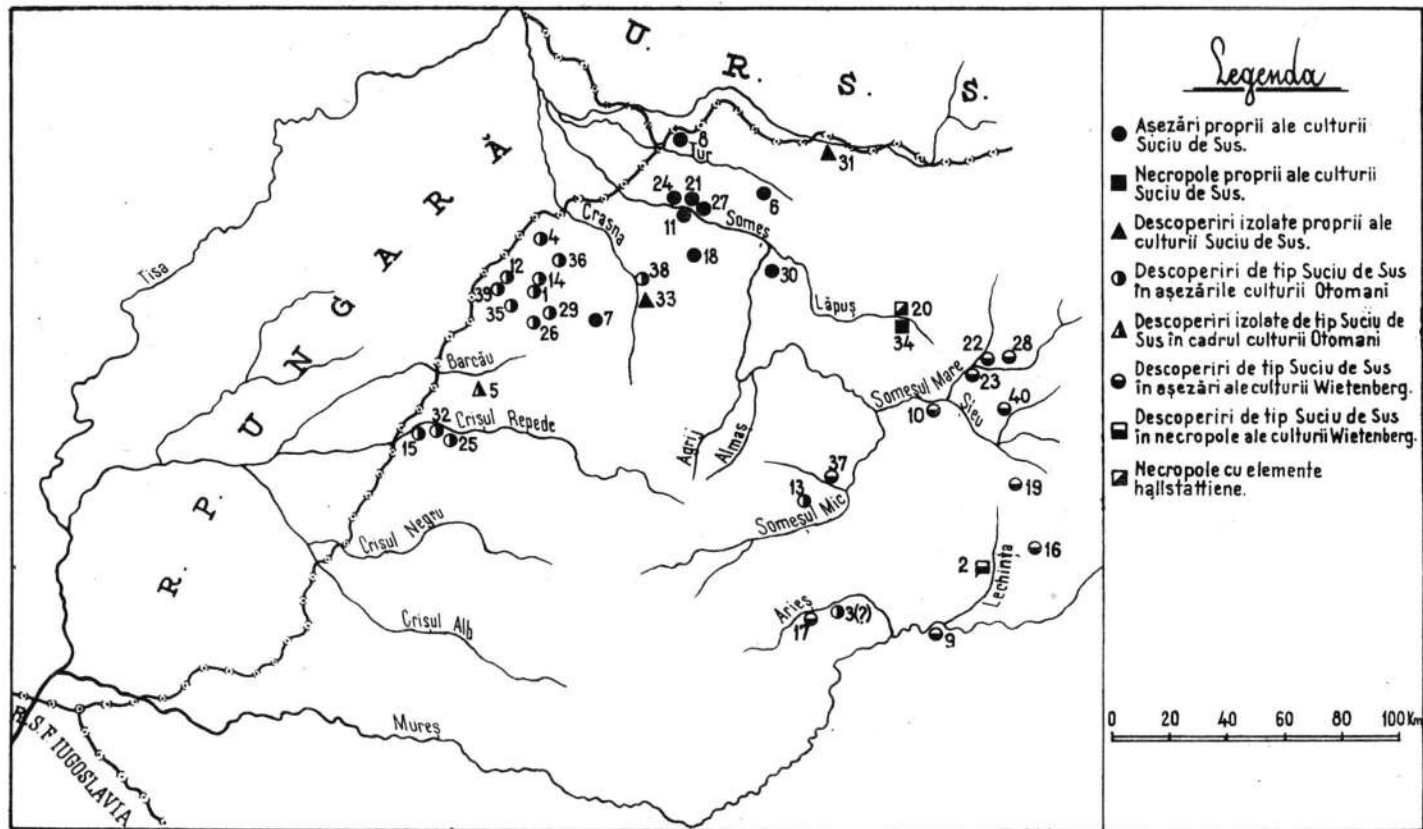 U. R. S. S.
R. P. UNGARĂ
R.S.F IUGOSLAVIA
Tisa
Tur
Someș
Crasna
Lăpuș
Barcău
Crișul Repede
Someșul Mare
Șieu
Agrij
Almaș
Someșul Mic
Crisul Negru
Lechința
Arieș
Crisul Alb
Mureș
8
31
24
21
27
6
11
4
36
18
30
12
14
38
39
1
33
35
29
26
7
20
34
22
28
23
5
10
40
32
15
25
37
13
19
16
2
3(?)
17
9
Legenda
Așezări proprii ale culturii
Suciu de Sus.
Necropole proprii ale culturii
Suciu de Sus.
Descoperiri izolate proprii ale
culturii Suciu de Sus.
Descoperiri de tip Suciu de Sus
în așezările culturii Otomani
Descoperiri izolate de tip Suciu de
Sus în cadrul culturii Otomani
Descoperiri de tip Suciu de Sus
în așezări ale culturii Wietenberg.
Descoperiri de tip Suciu de Sus
în necropole ale culturii Wietenberg.
Necropole cu elemente
hallstattiene.
0 20 40 60 80 100 Km